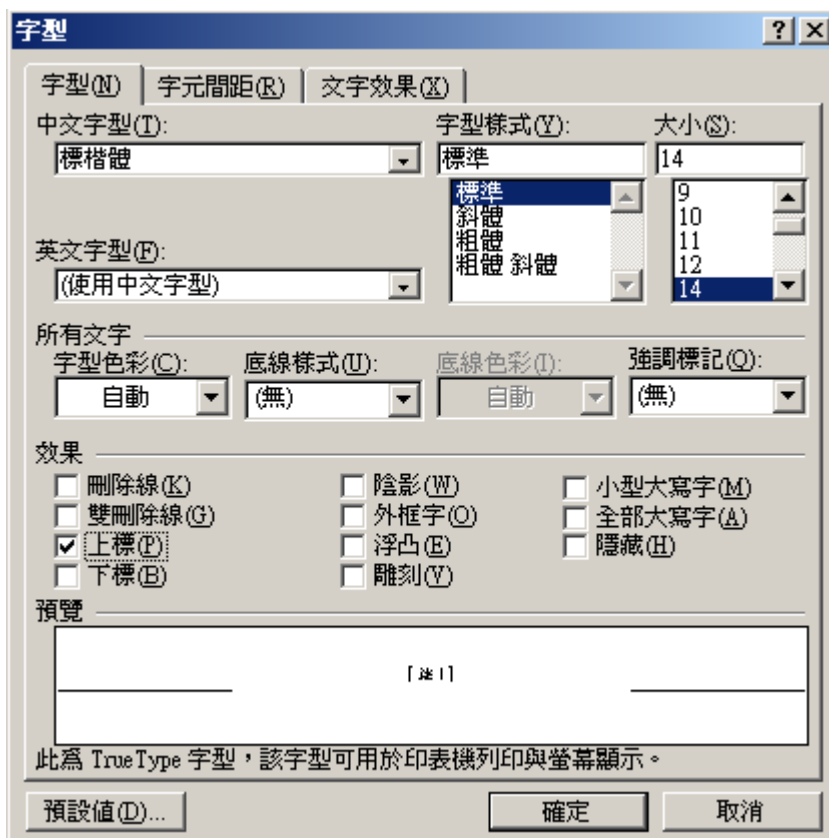 字型
字型(N) 字元間距(R) 文字效果(X)
中文字型(T): 字型樣式(Y): 大小(S):
標楷體 標準 14
標準 9
斜體 10
粗體 11
粗體 斜體 12
14
英文字型(F):
(使用中文字型)
所有文字
字型色彩(C): 底線樣式(U): 底線色彩(I): 強調標記(Q):
自動 (無) 自動 (無)
效果
刪除線(K) 陰影(W) 小型大寫字(M)
雙刪除線(G) 外框字(O) 全部大寫字(A)
上標(P) 浮凸(E) 隱藏(H)
下標(B) 雕刻(V)
預覽
[註1]
此為 TrueType 字型，該字型可用於印表機列印與螢幕顯示。
預設值(D)... 確定 取消